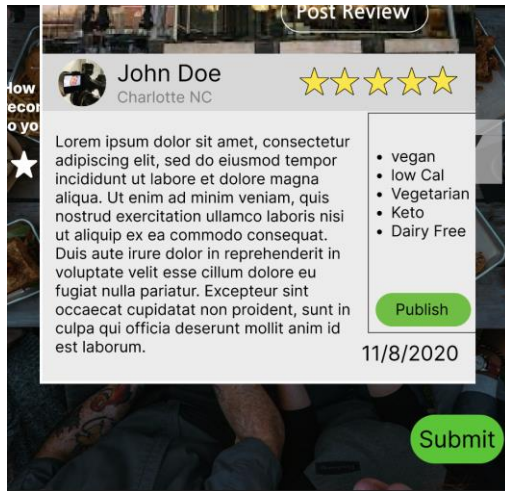 Post Review
How
recor
o yo
John Doe
Charlotte NC
Lorem ipsum dolor sit amet, consectetur
adipiscing elit, sed do eiusmod tempor
incididunt ut labore et dolore magna
aliqua. Ut enim ad minim veniam, quis
nostrud exercitation ullamco laboris nisi
ut aliquip ex ea commodo consequat.
Duis aute irure dolor in reprehenderit in
voluptate velit esse cillum dolore eu
fugiat nulla pariatur. Excepteur sint
occaecat cupidatat non proident, sunt in
culpa qui officia deserunt mollit anim id
est laborum.
• vegan
• low Cal
• Vegetarian
• Keto
• Dairy Free
Publish
11/8/2020
Submit